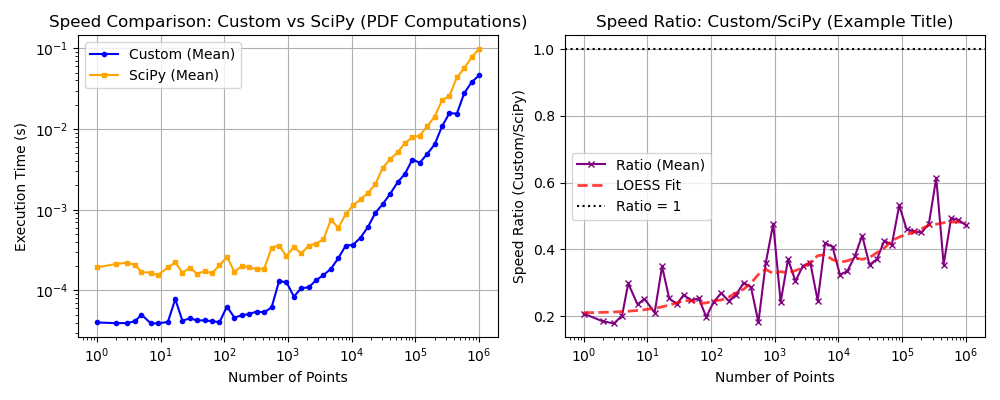 Speed Comparison: Custom vs SciPy (PDF Computations)
Custom (Mean)
SciPy (Mean)
Execution Time (s)
10⁻¹
10⁻²
10⁻³
10⁻⁴
10⁰ 10¹ 10² 10³ 10⁴ 10⁵ 10⁶
Number of Points
Speed Ratio: Custom/SciPy (Example Title)
Ratio (Mean)
LOESS Fit
Ratio = 1
Speed Ratio (Custom/SciPy)
1.0
0.8
0.6
0.4
0.2
10⁰ 10¹ 10² 10³ 10⁴ 10⁵ 10⁶
Number of Points